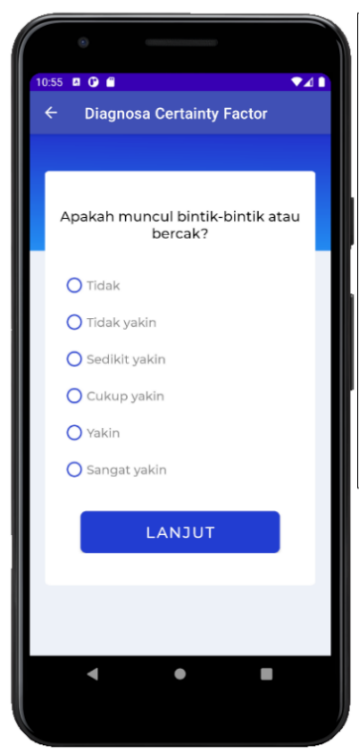 10:55
Diagnosa Certainty Factor
Apakah muncul bintik-bintik atau
bercak?
Tidak
Tidak yakin
Sedikit yakin
Cukup yakin
Yakin
Sangat yakin
LANJUT